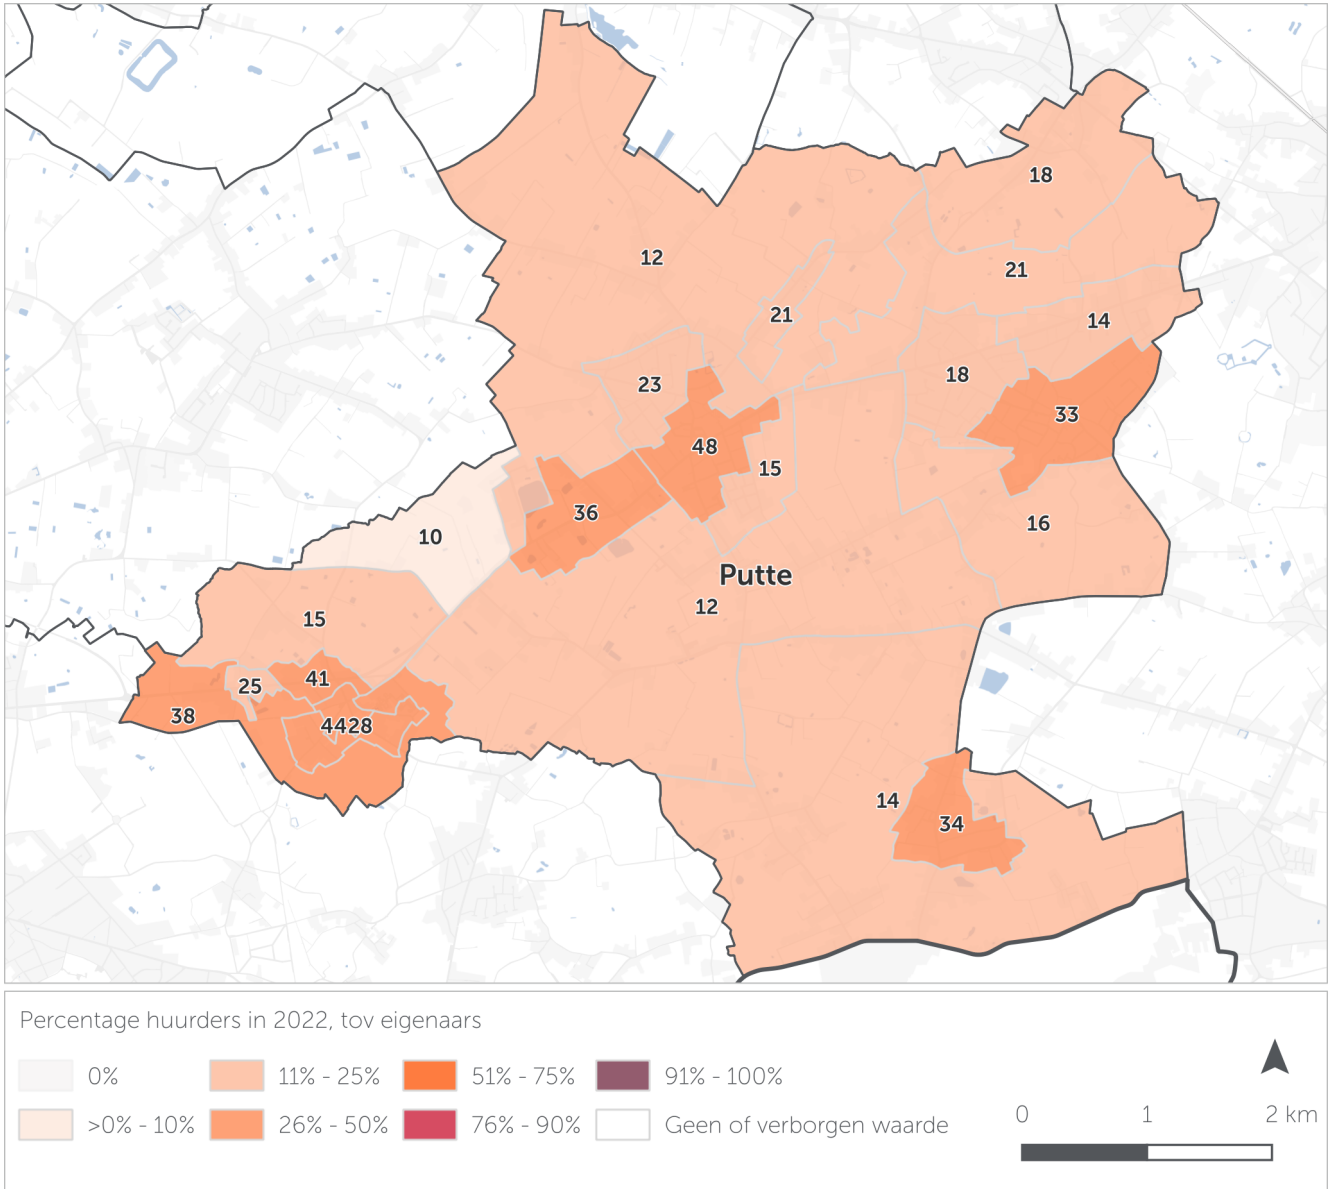 18
12
21
21
14
23
18
33
48
15
36
16
10
Putte
12
15
41
25
38
4428
14
34
Percentage huurders in 2022, tov eigenaars
0%
11% - 25%
51% - 75%
91% - 100%
>0% - 10%
26% - 50%
76% - 90%
Geen of verborgen waarde
0 1 2 km